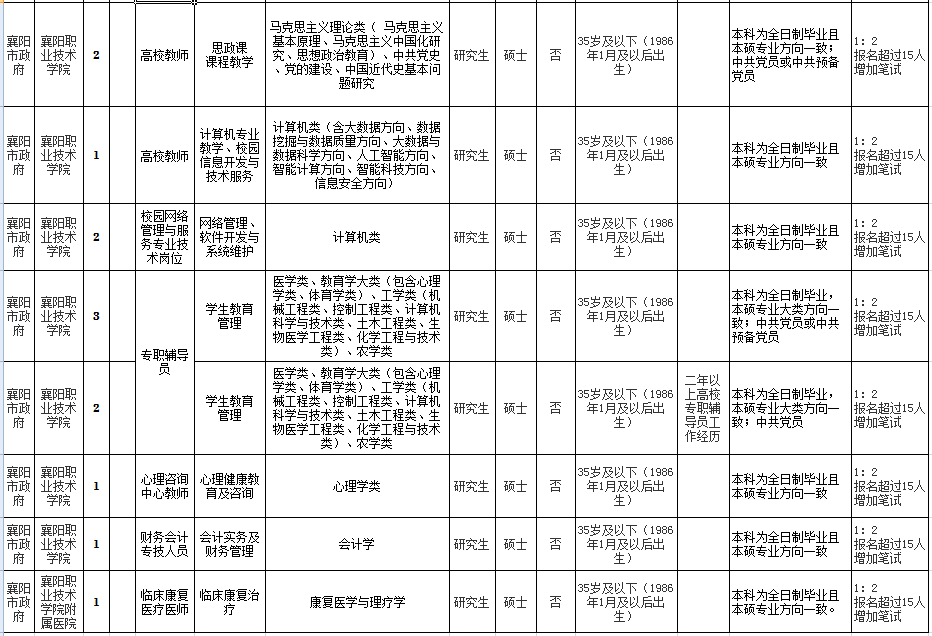 襄阳
市政
府
襄阳职
业技术
学院
2
高校教师
思政课
课程教学
马克思主义理论类（ 马克思主义
基本原理、马克思主义中国化研
究、思想政治教育）、中共党史
、党的建设、中国近代史基本问
题研究
研究生
硕士
否
35岁及以下（1986
年1月及以后出
生）
本科为全日制毕业且
本硕专业方向一致；
中共党员或中共预备
党员
1：2
报名超过15人
增加笔试
襄阳
市政
府
襄阳职
业技术
学院
1
高校教师
计算机专业
教学、校园
信息开发与
技术服务
计算机类（含大数据方向、数据
挖掘与数据质量方向、大数据与
数据科学方向、人工智能方向、
智能计算方向、智能科技方向、
信息安全方向）
研究生
硕士
否
35岁及以下（1986
年1月及以后出
生）
本科为全日制毕业且
本硕专业方向一致
1：2
报名超过15人
增加笔试
襄阳
市政
府
襄阳职
业技术
学院
2
校园网络
管理与服
务专业技
术岗位
网络管理、
软件开发与
系统维护
计算机类
研究生
硕士
否
35岁及以下（1986
年1月及以后出
生）
本科为全日制毕业且
本硕专业方向一致
1：2
报名超过15人
增加笔试
襄阳
市政
府
襄阳职
业技术
学院
3
专职辅导
员
学生教育
管理
医学类、教育学大类（包含心理
学类、体育学类）、工学类（机
械工程类、控制工程类、计算机
科学与技术类、土木工程类、生
物医学工程类、化学工程与技术
类）、农学类
研究生
硕士
否
35岁及以下（1986
年1月及以后出
生）
本科为全日制毕业，
本硕专业大类方向一
致；中共党员或中共
预备党员
1：2
报名超过15人
增加笔试
襄阳
市政
府
襄阳职
业技术
学院
2
学生教育
管理
医学类、教育学大类（包含心理
学类、体育学类）、工学类（机
械工程类、控制工程类、计算机
科学与技术类、土木工程类、生
物医学工程类、化学工程与技术
类）、农学类
研究生
硕士
否
35岁及以下（1986
年1月及以后出
生）
二年以
上高校
专职辅
导员工
作经历
本科为全日制毕业，
本硕专业大类方向一
致；中共党员
1：2
报名超过15人
增加笔试
襄阳
市政
府
襄阳职
业技术
学院
1
心理咨询
中心教师
心理健康教
育及咨询
心理学类
研究生
硕士
否
35岁及以下（1986
年1月及以后出
生）
本科为全日制毕业且
本硕专业方向一致
1：2
报名超过15人
增加笔试
襄阳
市政
府
襄阳职
业技术
学院
1
财务会计
专技人员
会计实务及
财务管理
会计学
研究生
硕士
否
35岁及以下（1986
年1月及以后出
生）
本科为全日制毕业且
本硕专业方向一致
1：2
报名超过15人
增加笔试
襄阳
市政
府
襄阳职
业技术
学院附
属医院
1
临床康复
医疗医师
临床康复治
疗
康复医学与理疗学
研究生
硕士
否
35岁及以下（1986
年1月及以后出
生）
本科为全日制毕业且
本硕专业方向一致。
1：2
报名超过15人
增加笔试